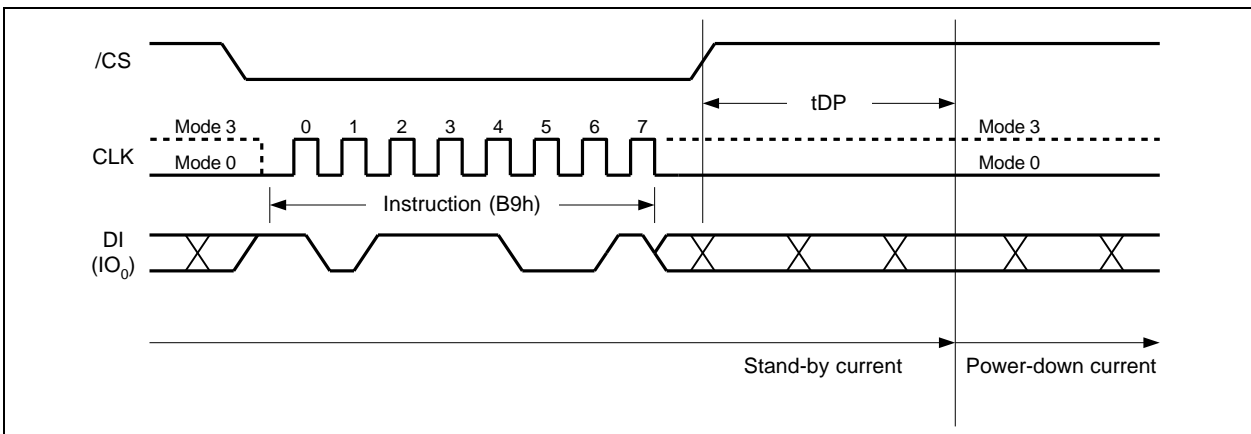 /CS
tDP
Mode 3 0 1 2 3 4 5 6 7 Mode 3
CLK
Mode 0 Mode 0
Instruction (B9h)
DI
(IO0)
Stand-by current Power-down current